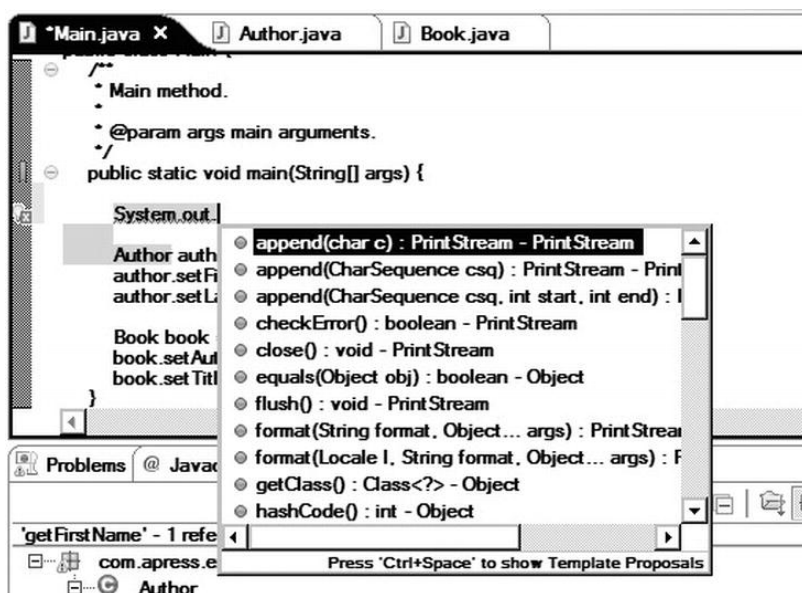 *Main.java Author.java Book.java
/**
* Main method.
*
* @param args main arguments.
*/
public static void main(String[] args) {
System.out.
Author auth
author.setFi
author.setLa
Book book
book.setAut
book.setTitl
}
append(char c) : PrintStream - PrintStream
append(CharSequence csq) : PrintStream - Print
append(CharSequence csq, int start, int end) :
checkError() : boolean - PrintStream
close() : void - PrintStream
equals(Object obj) : boolean - Object
flush() : void - PrintStream
format(String format, Object... args) : PrintStrea
format(Locale l, String format, Object... args) :
getClass() : Class<?> - Object
hashCode() : int - Object
Press 'Ctrl+Space' to show Template Proposals
Problems @ Javad
'getFirstName' - 1 refe
com.apress.e
Author